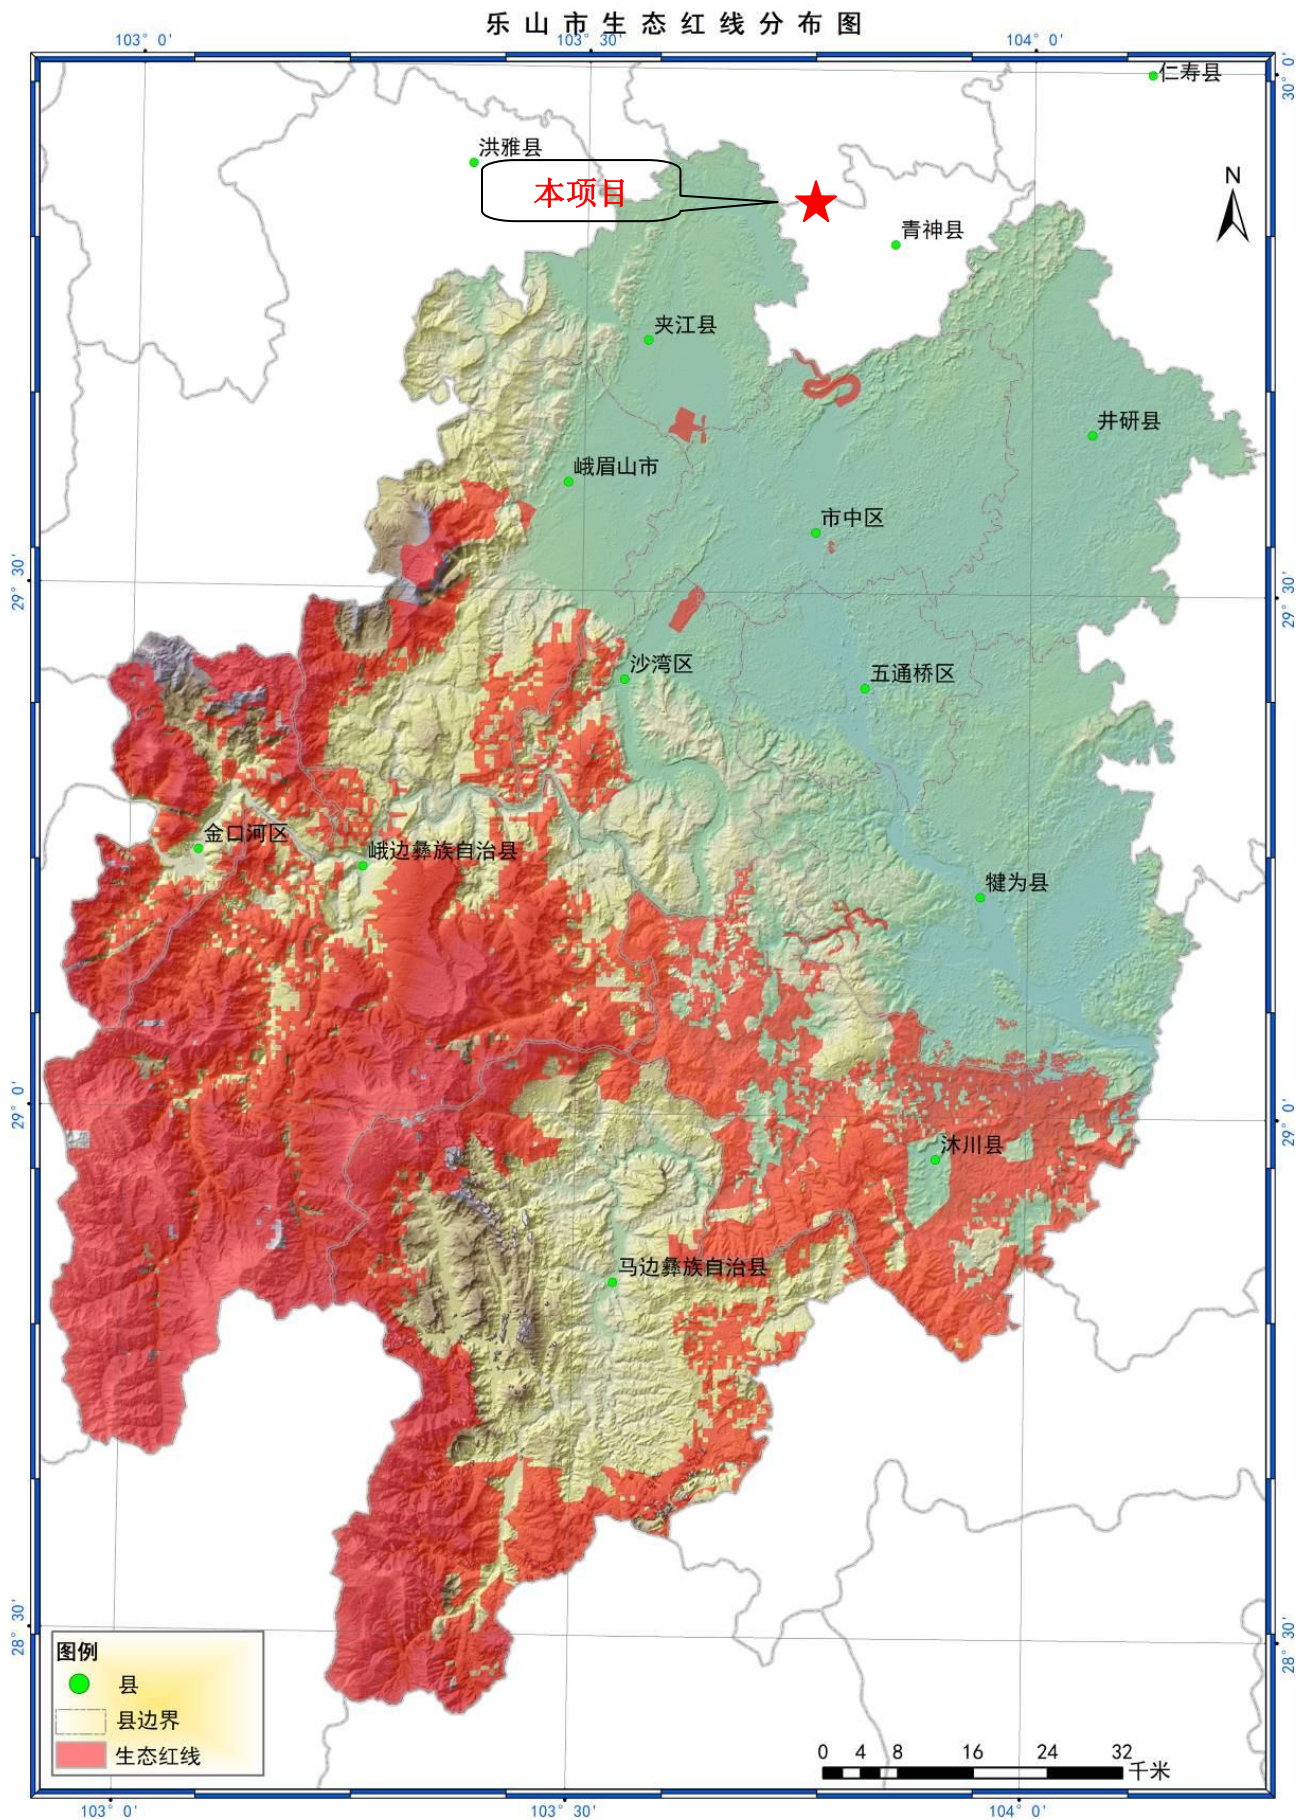 乐山市生态红线分布图
103° 0'
103° 30'
104° 0'
30° 0'
仁寿县
洪雅县
本项目
N
青神县
夹江县
井研县
峨眉山市
市中区
29° 30'
29° 30'
沙湾区
五通桥区
金口河区
峨边彝族自治县
犍为县
29° 0'
29° 0'
沐川县
马边彝族自治县
28° 30'
28° 30'
图例
县
县边界
生态红线
0 4 8 16 24 32
千米
103° 0'
103° 30'
104° 0'